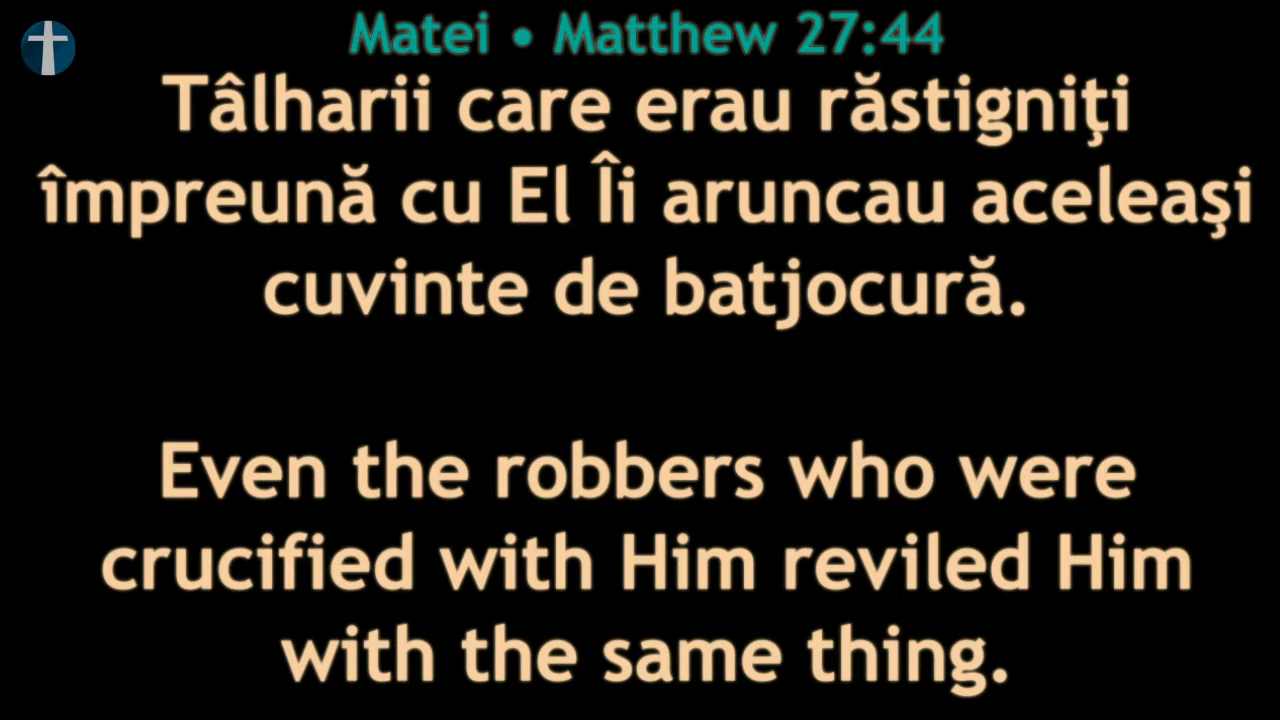 Matei • Matthew 27:44
Tâlharii care erau răstigniţi
împreună cu El Îi aruncau aceleaşi
cuvinte de batjocură.
Even the robbers who were
crucified with Him reviled Him
with the same thing.